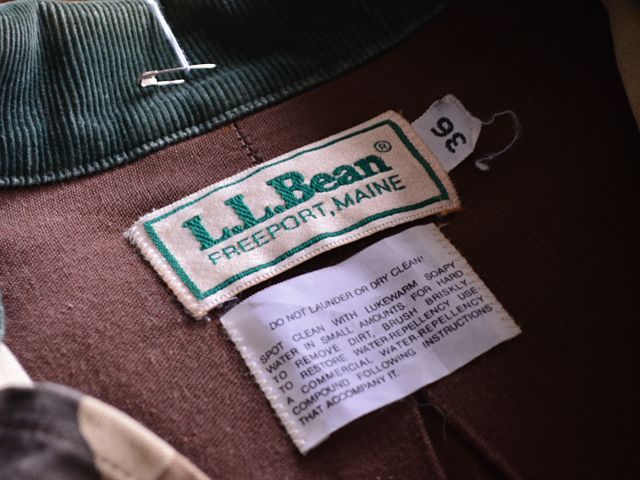 L.L.Bean®
FREEPORT, MAINE
36
DO NOT LAUNDER OR DRY CLEAN!
SPOT CLEAN WITH LUKEWARM SOAPY
WATER IN SMALL AMOUNTS FOR HARD
TO REMOVE DIRT, BRUSH BRISKLY.
TO RESTORE WATER-REPELLENCY USE
A COMMERCIAL WATER-REPELLENCY
COMPOUND FOLLOWING INSTRUCTIONS
THAT ACCOMPANY IT.